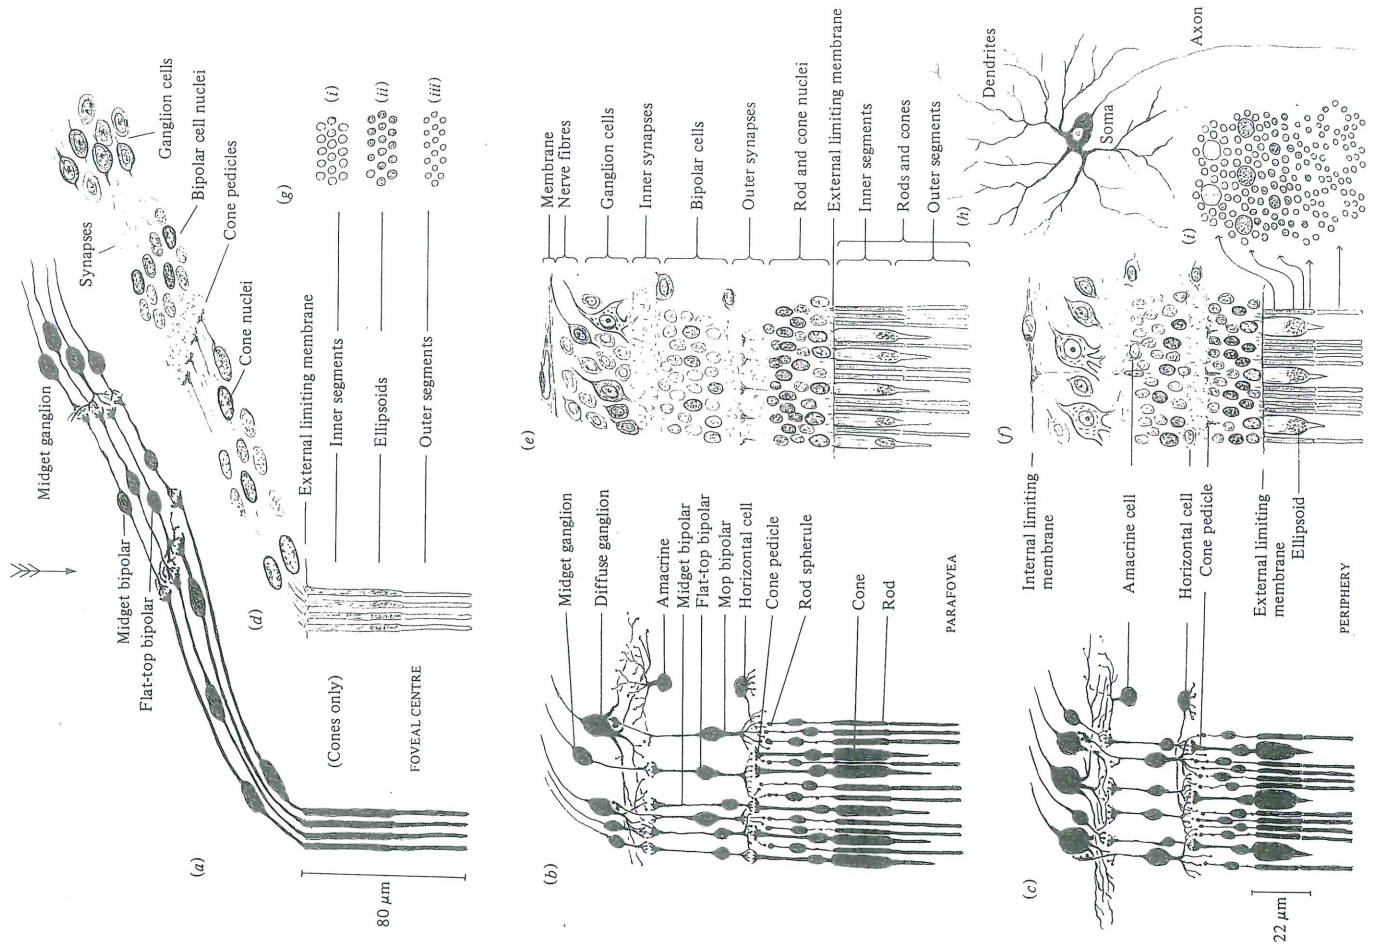 (a)
Midget ganglion
Midget bipolar
Flat-top bipolar
80 µm
(Cones only)
FOVEAL CENTRE
(d)
Synapses
Ganglion cells
Bipolar cell nuclei
Cone pedicles
Cone nuclei
External limiting membrane
Inner segments
Ellipsoids
Outer segments
(g)
(i)
(ii)
(iii)
(b)
Midget ganglion
Diffuse ganglion
Amacrine
Midget bipolar
Flat-top bipolar
Mop bipolar
Horizontal cell
Cone pedicle
Rod spherule
Cone
Rod
PARAFOVEA
(e)
Membrane
Nerve fibres
Ganglion cells
Inner synapses
Bipolar cells
Outer synapses
Rod and cone nuclei
External limiting membrane
Inner segments
Rods and cones
Outer segments
(h)
Dendrites
Soma
Axon
(c)
22 µm
Internal limiting
membrane
Amacrine cell
Horizontal cell
Cone pedicle
External limiting
membrane
Ellipsoid
PERIPHERY
(f)
(i)